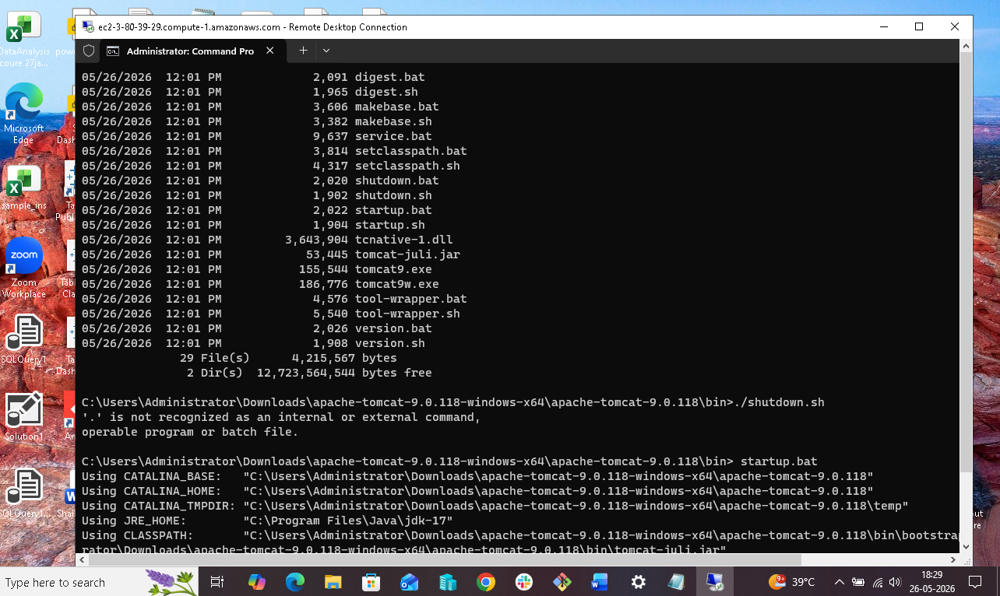 ec2-3-80-39-29.compute-1.amazonaws.com - Remote Desktop Connection
Administrator: Command Pro
05/26/2026  12:01 PM             2,091 digest.bat
05/26/2026  12:01 PM             1,965 digest.sh
05/26/2026  12:01 PM             3,606 makebase.bat
05/26/2026  12:01 PM             3,382 makebase.sh
05/26/2026  12:01 PM             9,637 service.bat
05/26/2026  12:01 PM             3,814 setclasspath.bat
05/26/2026  12:01 PM             4,317 setclasspath.sh
05/26/2026  12:01 PM             2,020 shutdown.bat
05/26/2026  12:01 PM             1,902 shutdown.sh
05/26/2026  12:01 PM             2,022 startup.bat
05/26/2026  12:01 PM             1,904 startup.sh
05/26/2026  12:01 PM         3,643,904 tcnative-1.dll
05/26/2026  12:01 PM            53,445 tomcat-juli.jar
05/26/2026  12:01 PM           155,544 tomcat9.exe
05/26/2026  12:01 PM           186,776 tomcat9w.exe
05/26/2026  12:01 PM             4,576 tool-wrapper.bat
05/26/2026  12:01 PM             5,540 tool-wrapper.sh
05/26/2026  12:01 PM             2,026 version.bat
05/26/2026  12:01 PM             1,908 version.sh
29 File(s)      4,215,567 bytes
2 Dir(s)  12,723,564,544 bytes free
C:\Users\Administrator\Downloads\apache-tomcat-9.0.118-windows-x64\apache-tomcat-9.0.118\bin>./shutdown.sh
'.' is not recognized as an internal or external command,
operable program or batch file.
C:\Users\Administrator\Downloads\apache-tomcat-9.0.118-windows-x64\apache-tomcat-9.0.118\bin> startup.bat
Using CATALINA_BASE:   "C:\Users\Administrator\Downloads\apache-tomcat-9.0.118-windows-x64\apache-tomcat-9.0.118"
Using CATALINA_HOME:   "C:\Users\Administrator\Downloads\apache-tomcat-9.0.118-windows-x64\apache-tomcat-9.0.118"
Using CATALINA_TMPDIR: "C:\Users\Administrator\Downloads\apache-tomcat-9.0.118-windows-x64\apache-tomcat-9.0.118\temp"
Using JRE_HOME:        "C:\Program Files\Java\jdk-17"
Using CLASSPATH:       "C:\Users\Administrator\Downloads\apache-tomcat-9.0.118-windows-x64\apache-tomcat-9.0.118\bin\bootstra
rator\Downloads\apache-tomcat-9.0.118-windows-x64\apache-tomcat-9.0.118\bin\tomcat-juli.jar"
DataAnalysis
coure 27ja...
Microsoft
Edge
sample_ins
zoom
Zoom
Workplace
SQLQuery1
Solution1
SQLQuery1...
Type here to search
39°C
18:29
26-05-2026